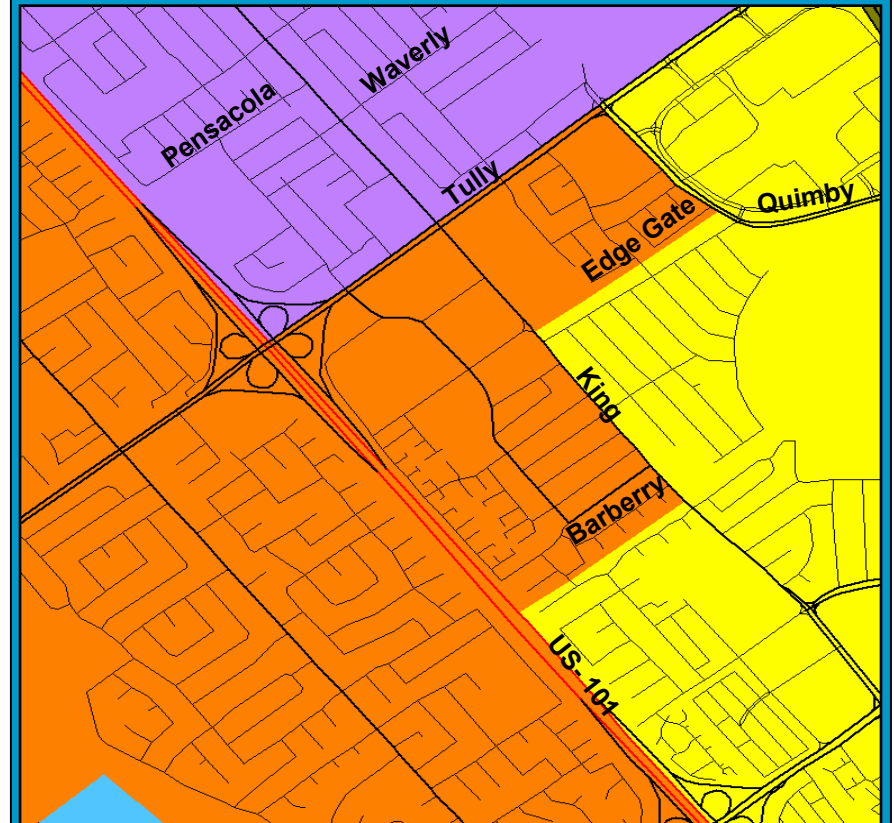 Waverly
Pensacola
Tully
Quimby
Edge Gate
King
Barberry
US- 101